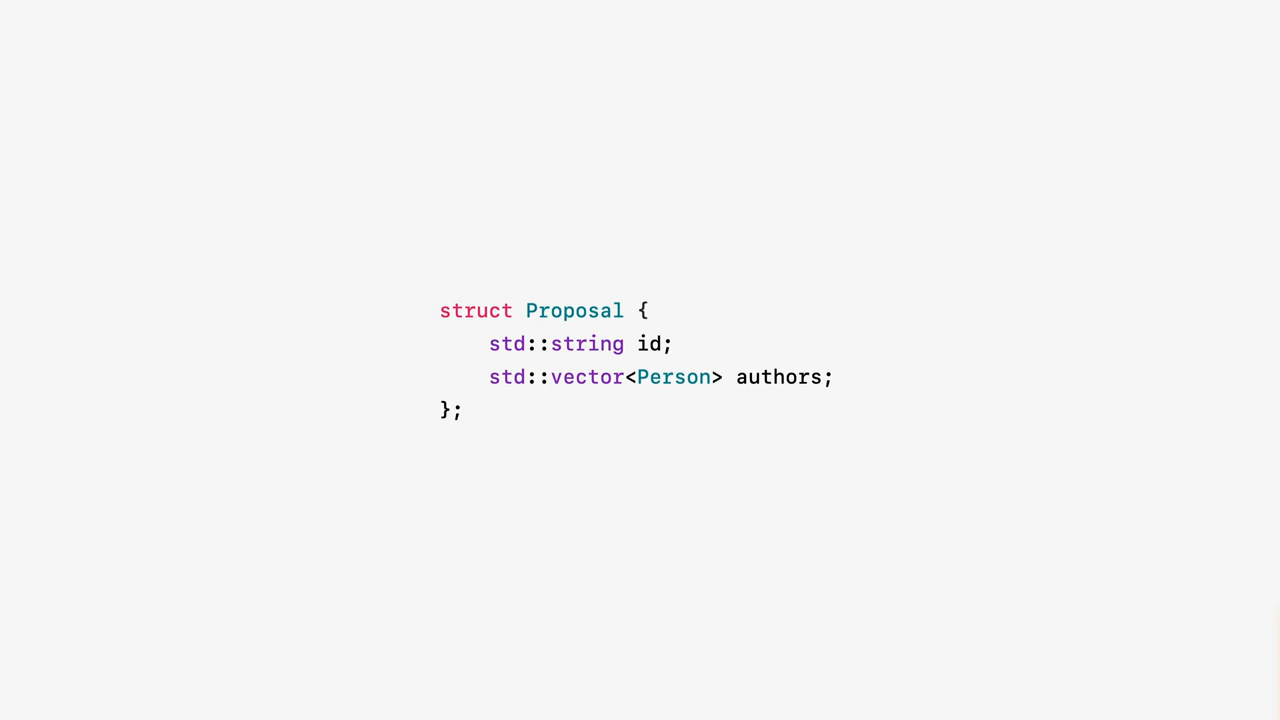 struct Proposal {
    std::string id;
    std::vector<Person> authors;
};